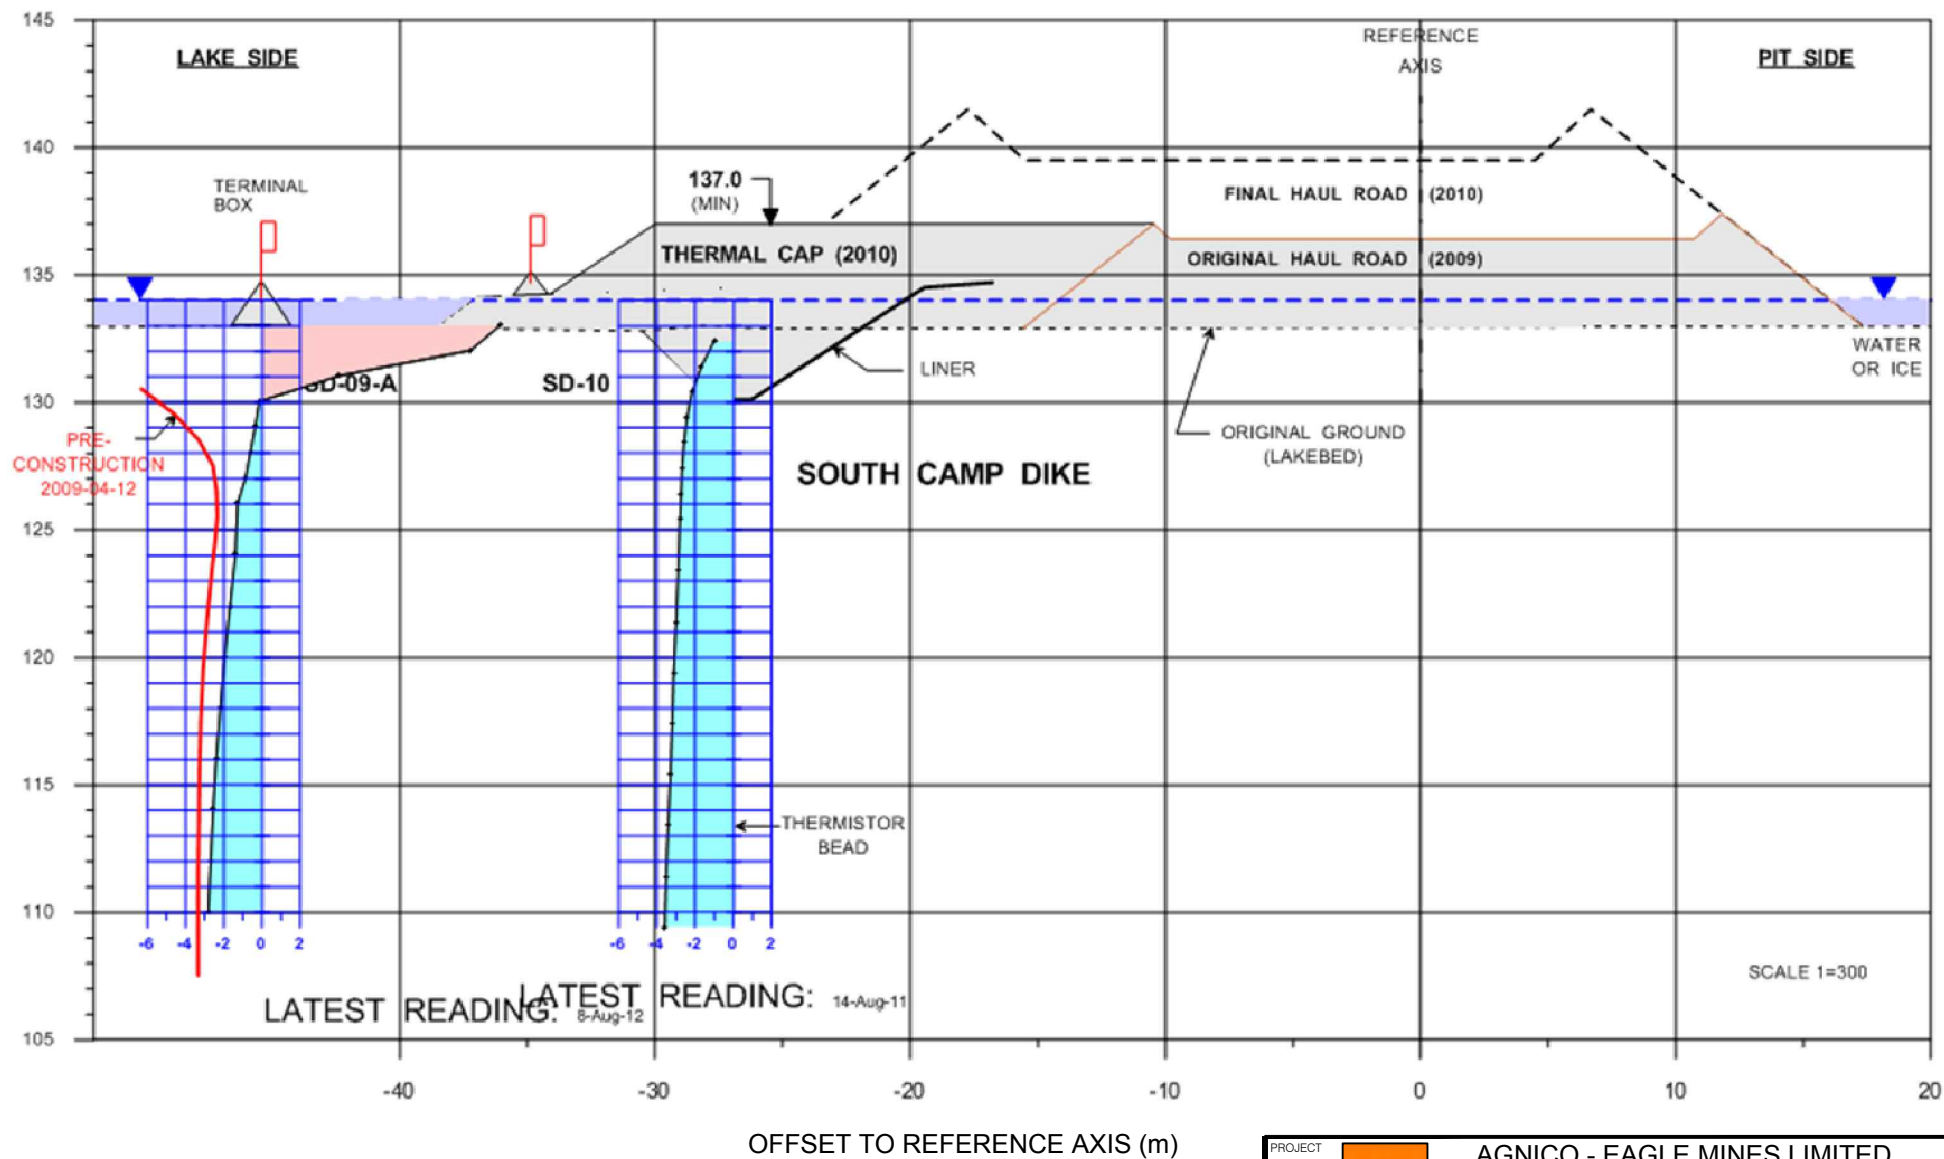 145
140
135
130
125
120
115
110
105
LAKE SIDE
REFERENCE
AXIS
PIT SIDE
TERMINAL
BOX
137.0
(MIN)
FINAL HAUL ROAD (2010)
THERMAL CAP (2010)
ORIGINAL HAUL ROAD (2009)
WATER
OR ICE
SD-09-A
SD-10
LINER
PRE-
CONSTRUCTION
2009-04-12
ORIGINAL GROUND
(LAKEBED)
SOUTH CAMP DIKE
THERMISTOR
BEAD
-6 -4 -2 0 2
-6 -4 -2 0 2
SCALE 1=300
LATEST READING: 8-Aug-12
LATEST READING: 14-Aug-11
-40 -30 -20 -10 0 10 20
OFFSET TO REFERENCE AXIS (m)
PROJECT
AGNICO - EAGLE MINES LIMITED